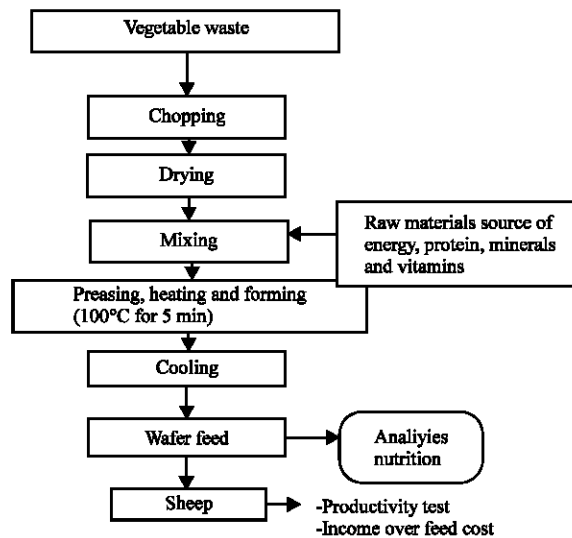 Vegetable waste
Chopping
Drying
Mixing
Raw materials source of
energy, protein, minerals
and vitamins
Preasing, heating and forming
(100°C for 5 min)
Cooling
Wafer feed
Analiyies
nutrition
Sheep
-Productivity test
-Income over feed cost